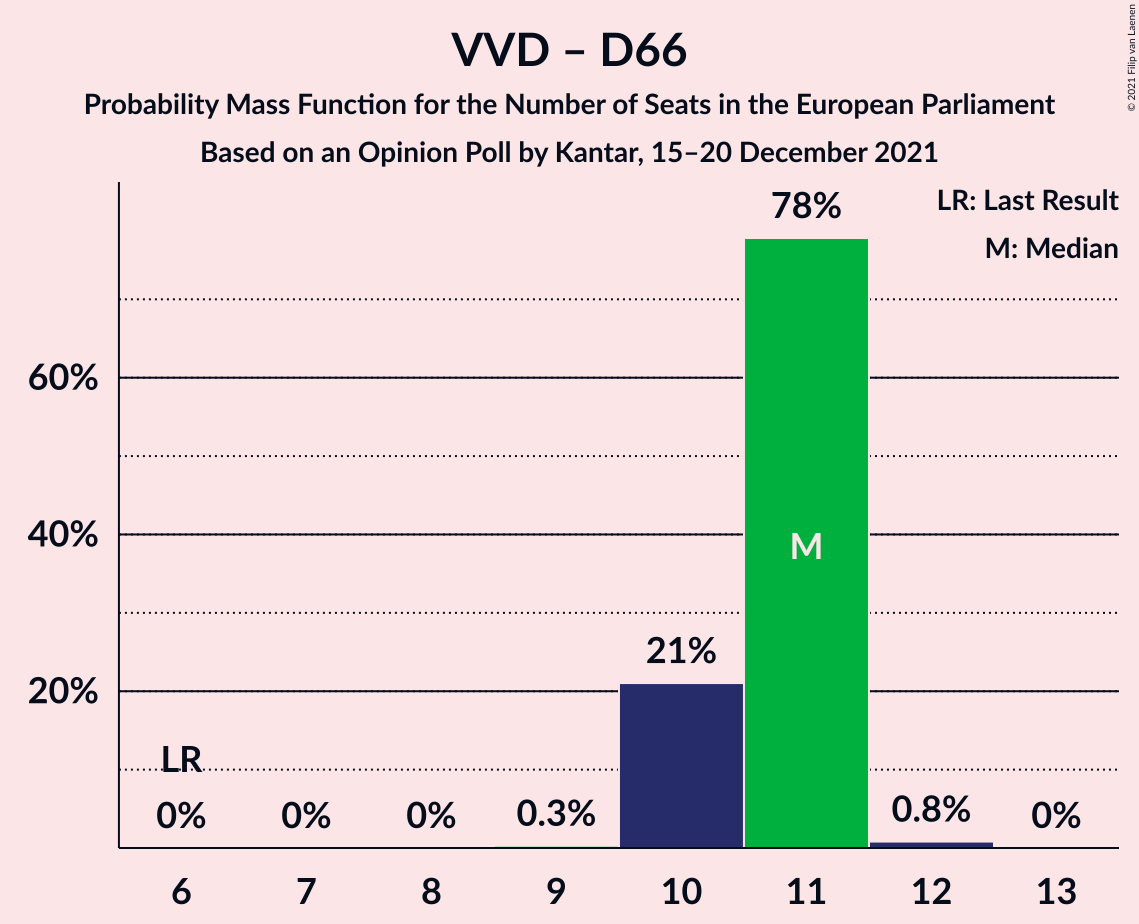 VVD – D66
Probability Mass Function for the Number of Seats in the European Parliament
Based on an Opinion Poll by Kantar, 15–20 December 2021
© 2021 Filip van Laenen
LR: Last Result
M: Median
78%
60%
40%
M
21%
20%
LR
0%
0%
0%
0.3%
0.8%
0%
6
7
8
9
10
11
12
13